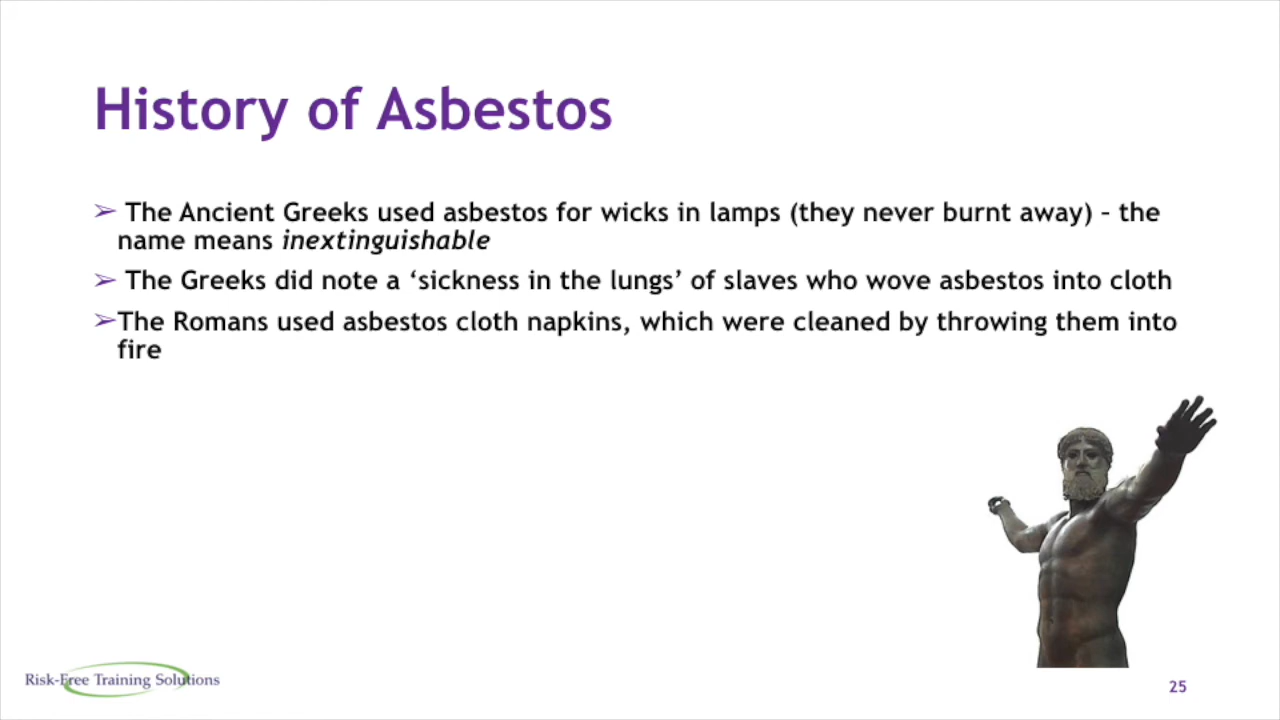 History of Asbestos
➢ The Ancient Greeks used asbestos for wicks in lamps (they never burnt away) – the
name means inextinguishable
➢ The Greeks did note a ‘sickness in the lungs’ of slaves who wove asbestos into cloth
➢The Romans used asbestos cloth napkins, which were cleaned by throwing them into
fire
Risk-Free Training Solutions
25